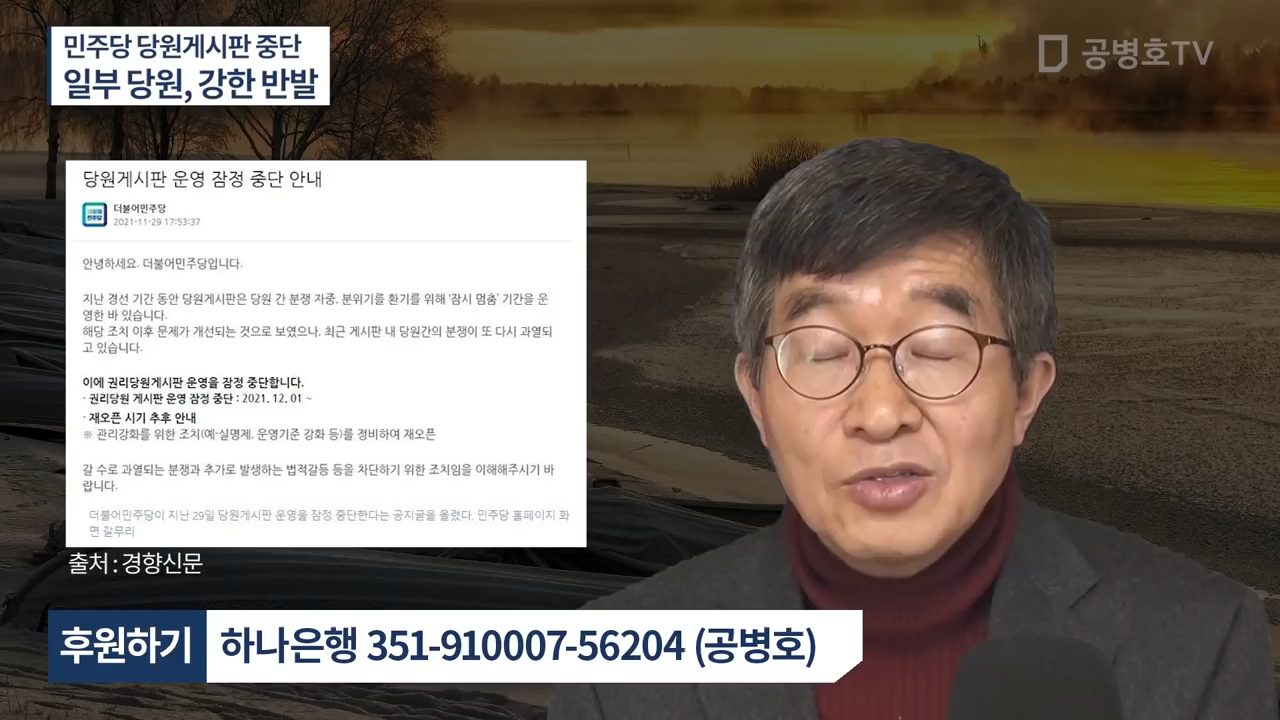 민주당 당원게시판 중단
일부 당원, 강한 반발
공병호TV
당원게시판 운영 잠정 중단 안내
더불어민주당
2021-11-29 17:53:37
안녕하세요. 더불어민주당입니다.
지난 경선 기간 동안 당원게시판은 당원 간 분쟁 자중, 분위기를 환기를 위해 '잠시 멈춤' 기간을 운
영한 바 있습니다.
해당 조치 이후 문제가 개선되는 것으로 보였으나, 최근 게시판 내 당원간의 분쟁이 또 다시 과열되
고 있습니다.
이에 권리당원게시판 운영을 잠정 중단합니다.
- 권리당원 게시판 운영 잠정 중단 : 2021. 12. 01 ~
- 재오픈 시기 추후 안내
※ 관리강화를 위한 조치(예-실명제, 운영기준 강화 등)를 정비하여 재오픈
갈 수로 과열되는 분쟁과 추가로 발생하는 법적갈등 등을 차단하기 위한 조치임을 이해해주시기 바
랍니다.
더불어민주당이 지난 29일 당원게시판 운영을 잠정 중단한다는 공지글을 올렸다. 민주당 홈페이지 화
면 갈무리
출처 : 경향신문
후원하기 하나은행 351-910007-56204 (공병호)